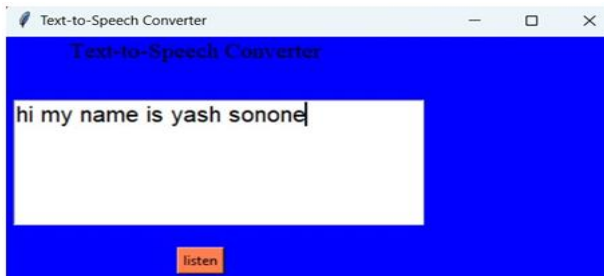 Text-to-Speech Converter
Text-to-Speech Converter
hi my name is yash sonone
listen